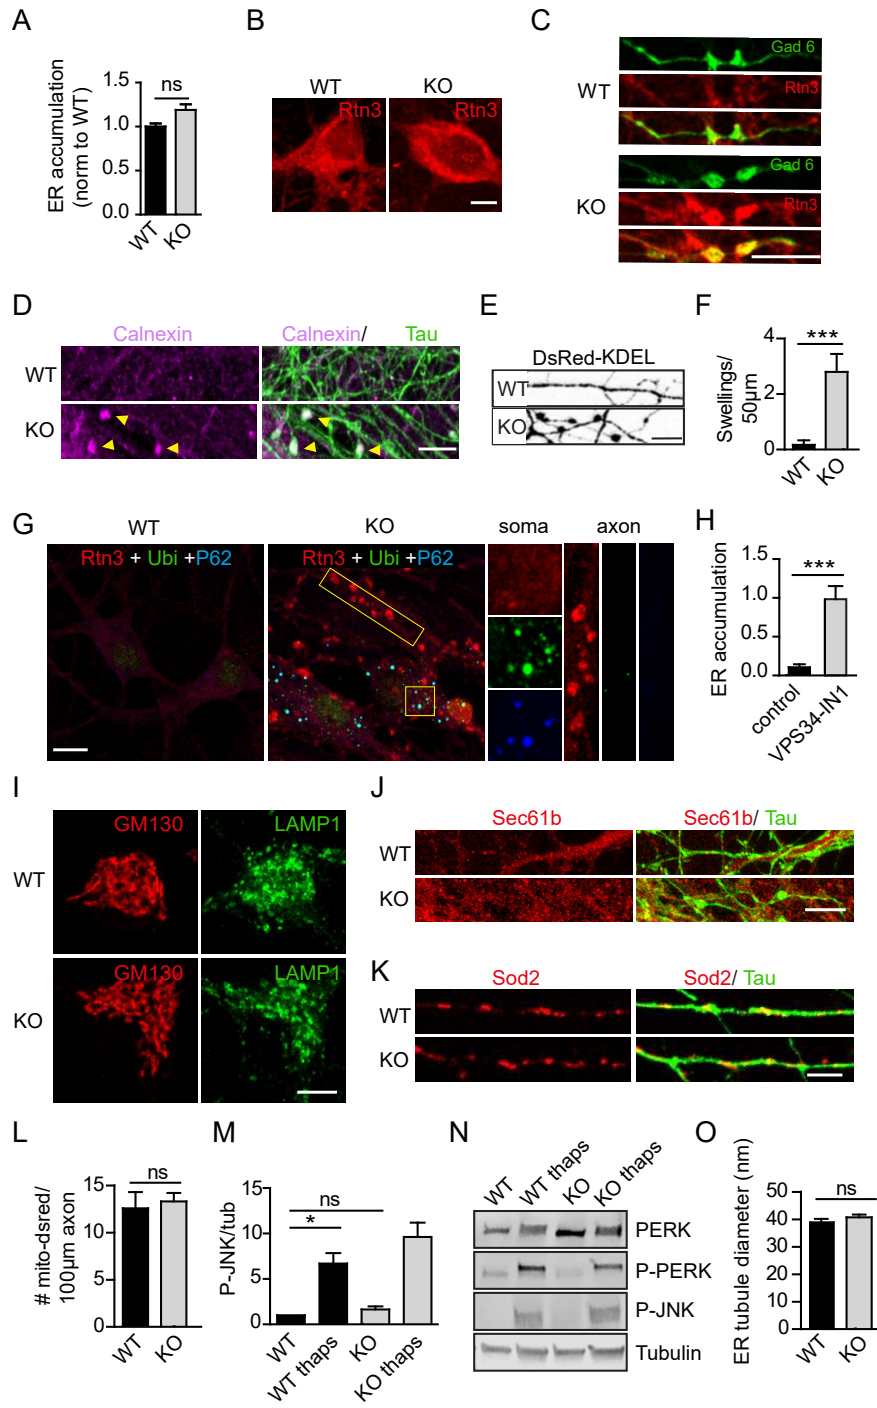 A
ER accumulation
(norm to WT)
1.5
1.0
0.5
0.0
ns
WT
KO
B
WT
KO
Rtn3
Rtn3
C
WT
Gad 6
Rtn3
KO
Gad 6
Rtn3
D
Calnexin
Calnexin/ Tau
WT
KO
E
DsRed-KDEL
WT
KO
F
Swellings/
50µm
4
2
0
***
WT
KO
G
WT
KO
soma
axon
Rtn3 + Ubi +P62
Rtn3 + Ubi +P62
H
ER accumulation
1.5
1.0
0.5
0.0
***
control
VPS34-IN1
I
GM130
LAMP1
WT
GM130
LAMP1
KO
J
Sec61b
Sec61b/ Tau
WT
KO
K
Sod2
Sod2/ Tau
WT
KO
L
# mito-dsred/
100µm axon
15
10
5
0
ns
WT
KO
M
P-JNK/tub
15
10
5
0
ns
*
WT
WT thaps
KO
KO thaps
N
WT
WT thaps
KO
KO thaps
PERK
P-PERK
P-JNK
Tubulin
O
ER tubule diameter (nm)
50
40
30
20
10
0
ns
WT
KO